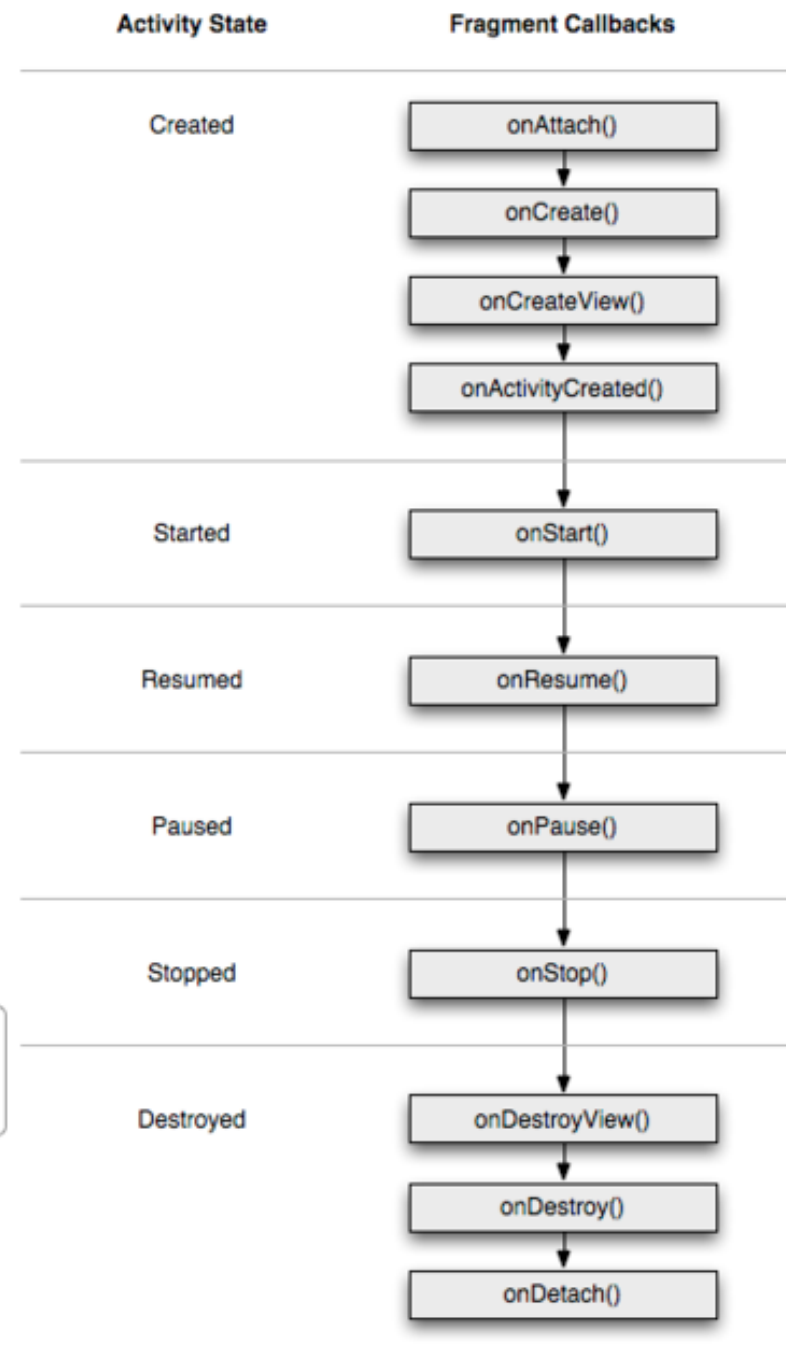 Activity State Fragment Callbacks
Created onAttach()
onCreate()
onCreateView()
onActivityCreated()
Started onStart()
Resumed onResume()
Paused onPause()
Stopped onStop()
Destroyed onDestroyView()
onDestroy()
onDetach()